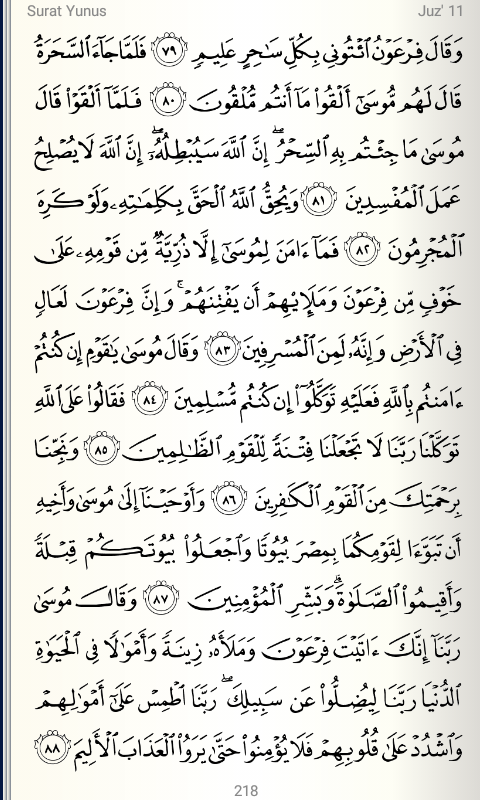 Surat Yunus Juz' 11
وَقَالَ فِرْعَوْنُ ٱئْتُونِي بِكُلِّ سَٰحِرٍ عَلِيمٖ ٧٩ فَلَمَّا جَآءَ ٱلسَّحَرَةُ
قَالَ لَهُم مُّوسَىٰٓ أَلْقُوا۟ مَآ أَنتُم مُّلْقُونَ ٨٠ فَلَمَّآ أَلْقَوْا۟ قَالَ
مُوسَىٰ مَا جِئْتُم بِهِ ٱلسِّحْرُۖ إِنَّ ٱللَّهَ سَيُبْطِلُهُۥٓۖ إِنَّ ٱللَّهَ لَا يُصْلِحُ
عَمَلَ ٱلْمُفْسِدِينَ ٨١ وَيُحِقُّ ٱللَّهُ ٱلْحَقَّ بِكَلِمَٰتِهِۦ وَلَوْ كَرِهَ
ٱلْمُجْرِمُونَ ٨٢ فَمَآ ءَامَنَ لِمُوسَىٰٓ إِلَّا ذُرِّيَّةٌ مِّن قَوْمِهِۦ عَلَىٰ
خَوْفٍ مِّن فِرْعَوْنَ وَمَلَإِي۟هِمْ أَن يَفْتِنَهُمْۚ وَإِنَّ فِرْعَوْنَ لَعَالٍ
فِي ٱلْأَرْضِ وَإِنَّهُۥ لَمِنَ ٱلْمُسْرِفِينَ ٨٣ وَقَالَ مُوسَىٰ يَٰقَوْمِ إِن كُنتُمْ
ءَامَنتُم بِٱللَّهِ فَعَلَيْهِ تَوَكَّلُوٓا۟ إِن كُنتُم مُّسْلِمِينَ ٨٤ فَقَالُوا۟ عَلَى ٱللَّهِ
تَوَكَّلْنَا رَبَّنَا لَا تَجْعَلْنَا فِتْنَةً لِّلْقَوْمِ ٱلظَّٰلِمِينَ ٨٥ وَنَجِّنَا
بِرَحْمَتِكَ مِنَ ٱلْقَوْمِ ٱلْكَٰفِرِينَ ٨٦ وَأَوْحَيْنَآ إِلَىٰ مُوسَىٰ وَأَخِيهِ
أَن تَبَوَّءَا لِقَوْمِكُمَا بِمِصْرَ بُيُوتًا وَٱجْعَلُوا۟ بُيُوتَكُمْ قِبْلَةً
وَأَقِيمُوا۟ ٱلصَّلَوٰةَۗ وَبَشِّرِ ٱلْمُؤْمِنِينَ ٨٧ وَقَالَ مُوسَىٰ
رَبَّنَآ إِنَّكَ ءَاتَيْتَ فِرْعَوْنَ وَمَلَأَهُۥ زِينَةً وَأَمْوَٰلًا فِي ٱلْحَيَوٰةِ
ٱلدُّنْيَا رَبَّنَا لِيُضِلُّوا۟ عَن سَبِيلِكَۖ رَبَّنَا ٱطْمِسْ عَلَىٰٓ أَمْوَٰلِهِمْ
وَٱشْدُدْ عَلَىٰ قُلُوبِهِمْ فَلَا يُؤْمِنُوا۟ حَتَّىٰ يَرَوُا۟ ٱلْعَذَابَ ٱلْأَلِيمَ ٨٨
218